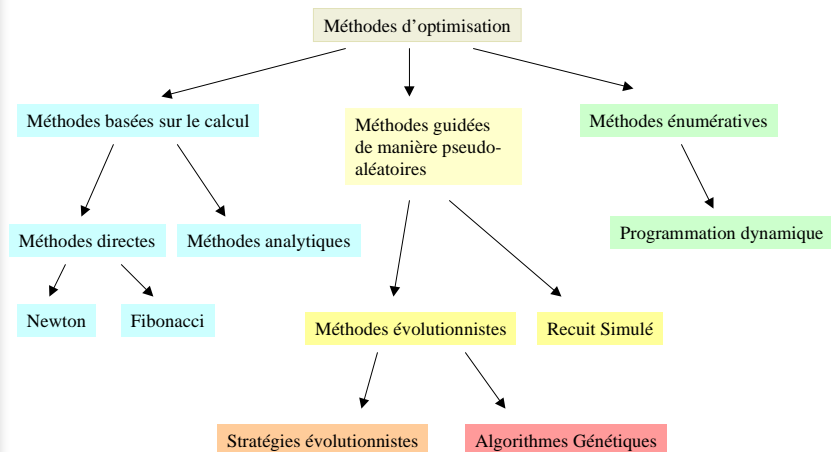 Méthodes d'optimisation
Méthodes basées sur le calcul
Méthodes guidées
de manière pseudo-
aléatoires
Méthodes énumératives
Méthodes directes
Méthodes analytiques
Programmation dynamique
Newton
Fibonacci
Méthodes évolutionnistes
Recuit Simulé
Stratégies évolutionnistes
Algorithmes Génétiques